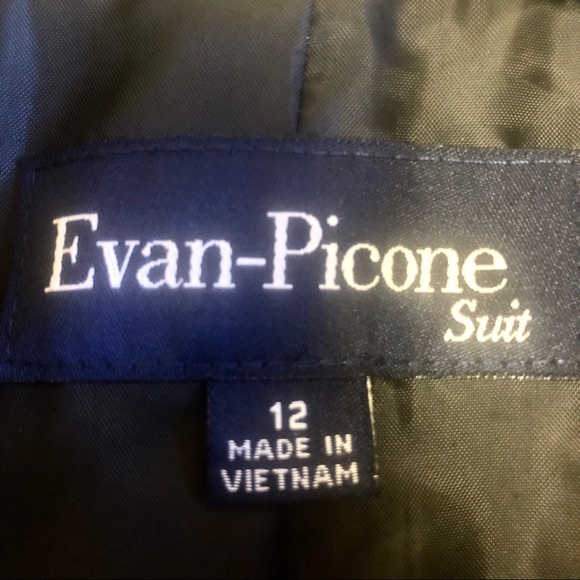 Evan-Picone
Suit
12
MADE IN
VIETNAM